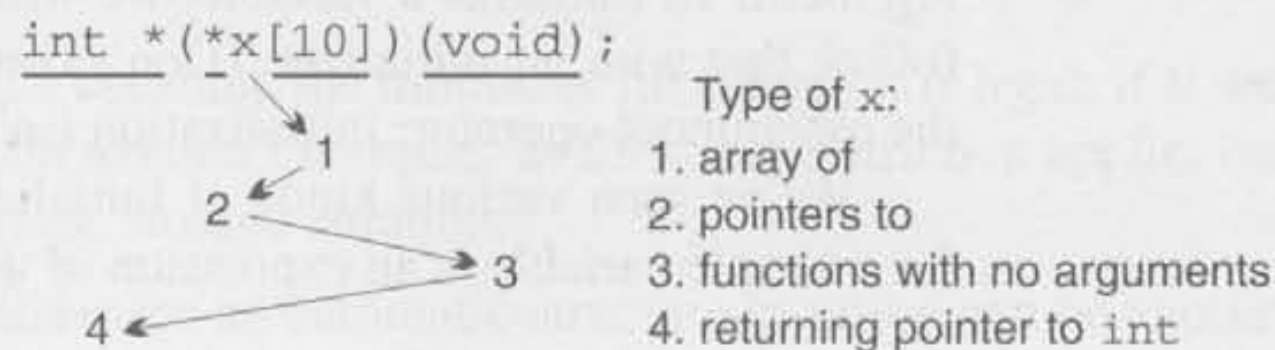 int *(*x[10])(void);
Type of x:
1
1. array of
2
2. pointers to
3
3. functions with no arguments
4
4. returning pointer to int